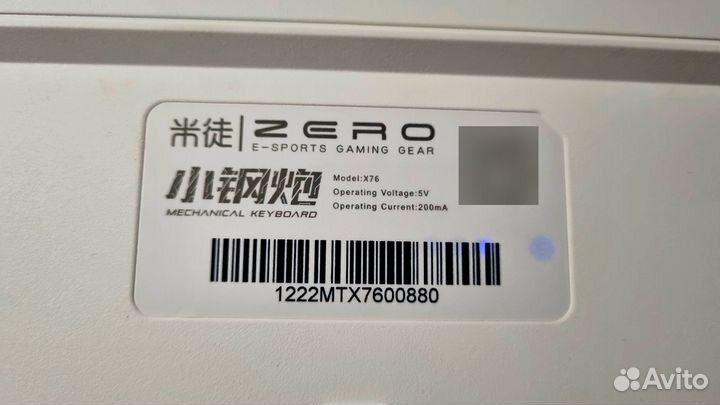 米徒 | ZERO
E-SPORTS GAMING GEAR
小钢炮
MECHANICAL KEYBOARD
Model:X76
Operating Voltage:5V
Operating Current:200mA
1222MTX7600880
Avito